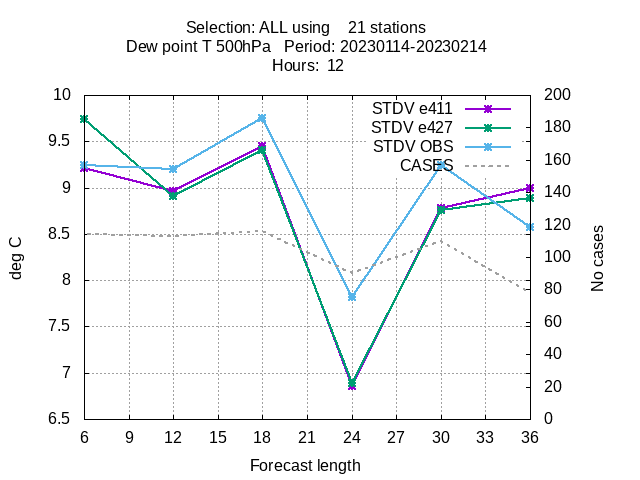 Selection: ALL using    21 stations
Dew point T 500hPa   Period: 20230114-20230214
Hours: 12
10
9.5
9
8.5
8
7.5
7
6.5
deg C
200
180
160
140
120
100
80
60
40
20
0
No cases
STDV e411
STDV e427
STDV OBS
CASES
6 9 12 15 18 21 24 27 30 33 36
Forecast length